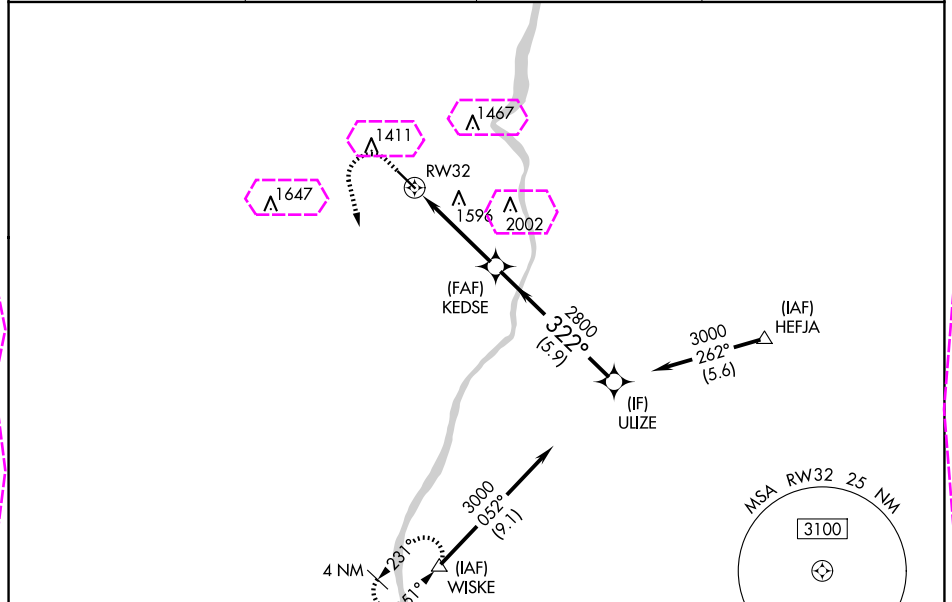 1467
1411
RW32
1647
1596
2002
(FAF)
KEDSE
2800
322°
(5.9)
(IAF)
HEFJA
3000
262°
(5.6)
(IF)
ULIZE
MSA RW32 25 NM
3100
3000
052°
(9.1)
231°
4 NM
(IAF)
WISKE